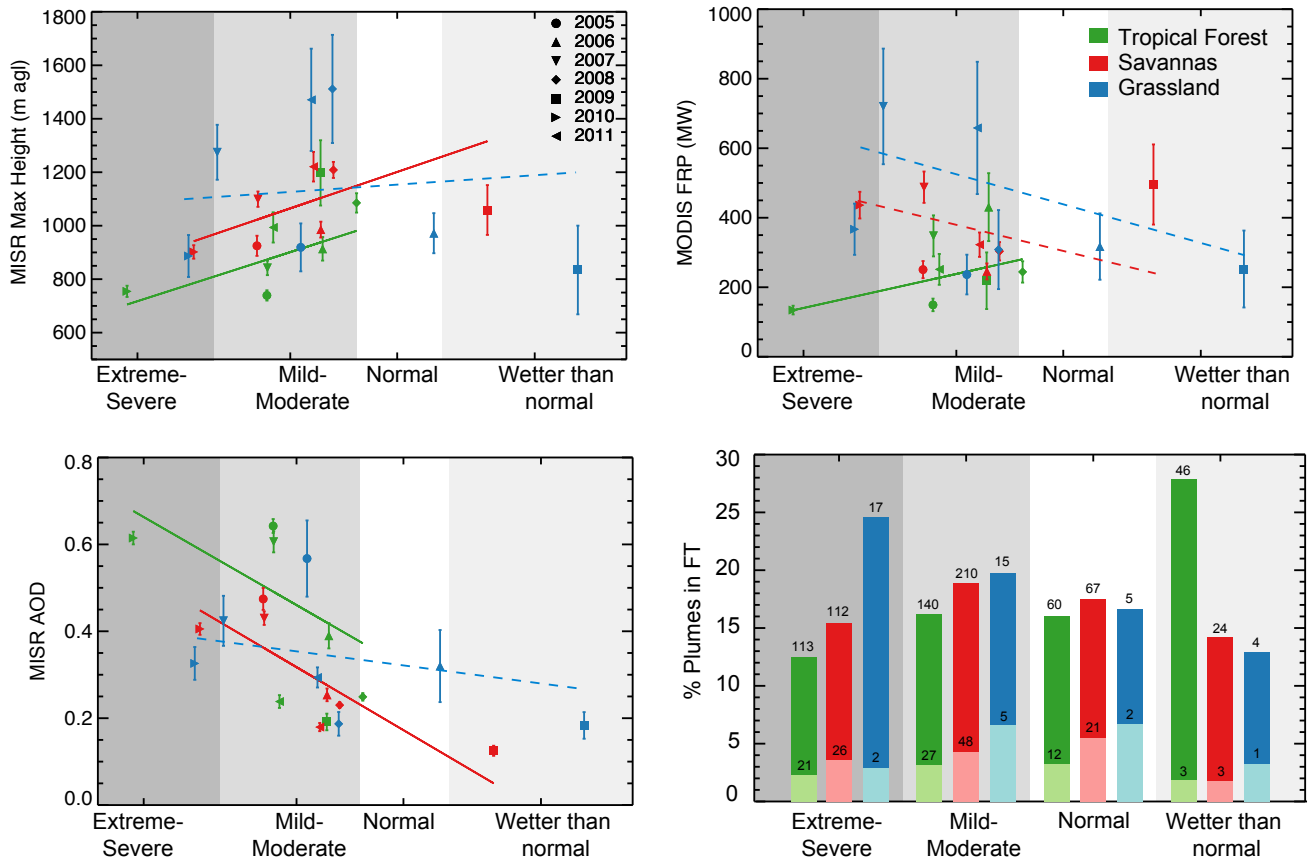 MISR Max Height (m agl)
1800
1600
1400
1200
1000
800
600
2005
2006
2007
2008
2009
2010
2011
Extreme-
Severe
Mild-
Moderate
Normal
Wetter than
normal
MODIS FRP (MW)
1000
800
600
400
200
0
Tropical Forest
Savannas
Grassland
Extreme-
Severe
Mild-
Moderate
Normal
Wetter than
normal
MISR AOD
0.8
0.6
0.4
0.2
0.0
Extreme-
Severe
Mild-
Moderate
Normal
Wetter than
normal
% Plumes in FT
30
25
20
15
10
5
0
113
112
17
140
210
15
60
67
5
46
24
4
21
26
2
27
48
5
12
21
2
3
3
1
Extreme-
Severe
Mild-
Moderate
Normal
Wetter than
normal